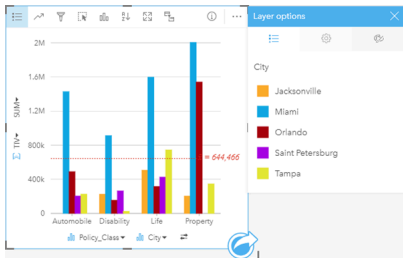 Layer options
City
Jacksonville
Miami
Orlando
Saint Petersburg
Tampa
SUM
TIV
2M
1.6M
1.2M
800k
400k
0
x̄ = 644,466
Automobile Disability Life Property
Policy_Class City